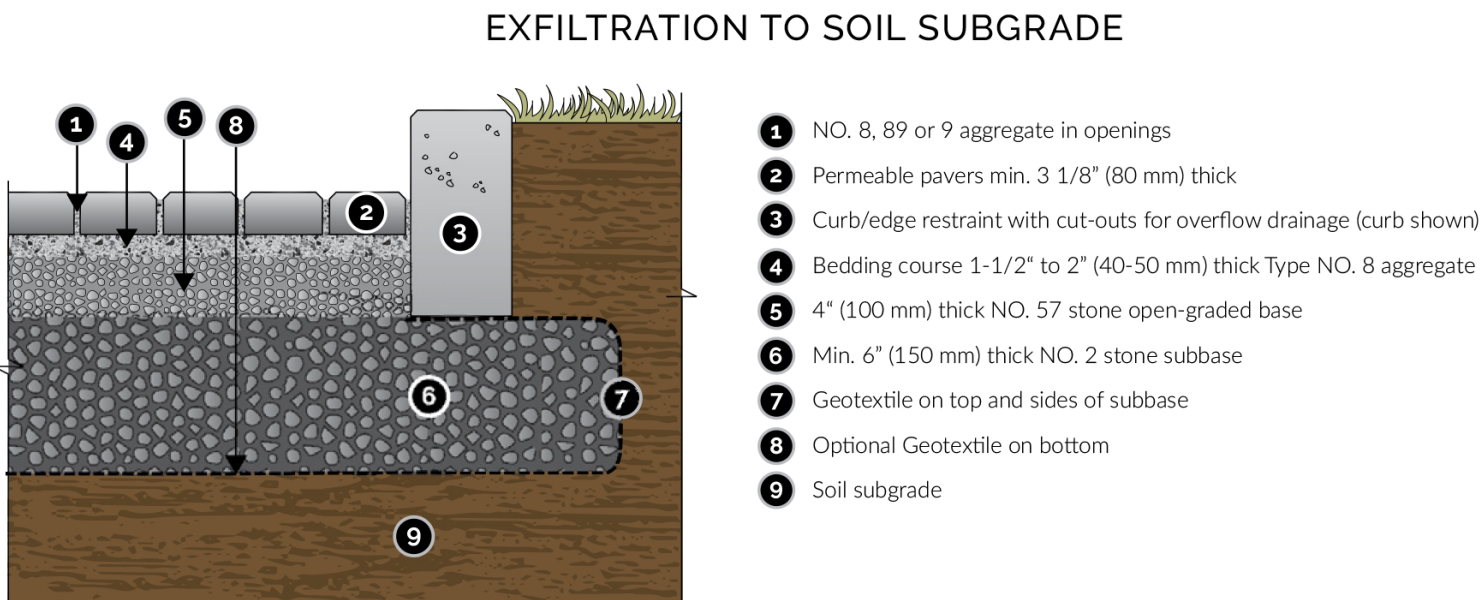 EXFILTRATION TO SOIL SUBGRADE
1
5
8
4
2
3
6
7
9
1 NO. 8, 89 or 9 aggregate in openings
2 Permeable pavers min. 3 1/8” (80 mm) thick
3 Curb/edge restraint with cut-outs for overflow drainage (curb shown)
4 Bedding course 1-1/2“ to 2” (40-50 mm) thick Type NO. 8 aggregate
5 4“ (100 mm) thick NO. 57 stone open-graded base
6 Min. 6” (150 mm) thick NO. 2 stone subbase
7 Geotextile on top and sides of subbase
8 Optional Geotextile on bottom
9 Soil subgrade